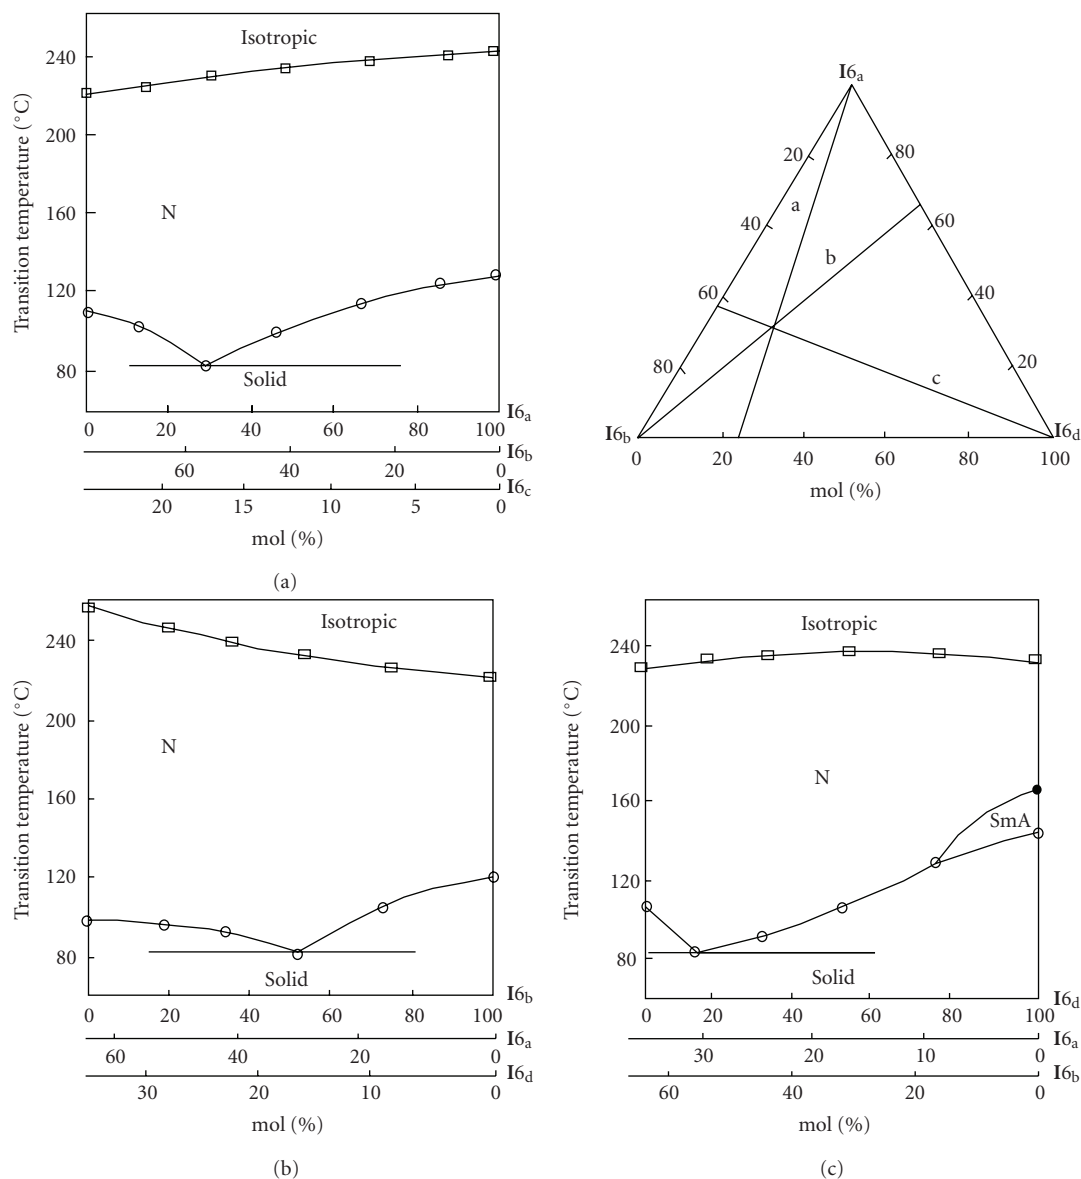 Isotropic
240
200
160
120
80
Transition temperature (°C)
N
Solid
0 20 40 60 80 100 I6a
60 40 20 0 I6b
20 15 10 5 0 I6c
mol (%)
(a)
I6a
20 80
40 60
60 40
80 20
a
b
c
I6b I6d
0 20 40 60 80 100
mol (%)
Isotropic
240
200
160
120
80
Transition temperature (°C)
N
Solid
I6b
0 20 40 60 80 100
I6a
60 40 20 0
I6d
30 20 10 0
mol (%)
(b)
Isotropic
240
200
160
120
80
Transition temperature (°C)
N
SmA
Solid
I6d
0 20 40 60 80 100
I6a
30 20 10 0
I6b
60 40 20 0
mol (%)
(c)